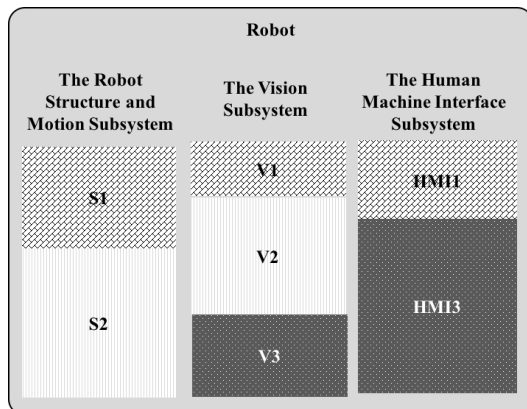 Robot
The Robot
Structure and
Motion Subsystem
The Vision
Subsystem
The Human
Machine Interface
Subsystem
S1
S2
V1
V2
V3
HMI1
HMI3